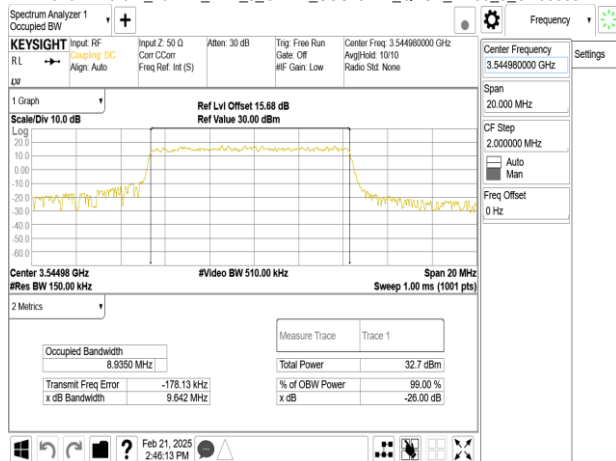 Spectrum Analyzer 1
Occupied BW
+
Frequency
KEYSIGHT
RL
Input: RF
Coupling: DC
Align: Auto
Input Z: 50 Ω
Corr CCorr
Freq Ref: Int (S)
Atten: 30 dB
Trig: Free Run
Gate: Off
#IF Gain: Low
Center Freq: 3.544980000 GHz
Avg|Hold: 10/10
Radio Std: None
Center Frequency
3.544980000 GHz
Settings
Span
20.000 MHz
CF Step
2.000000 MHz
Auto
Man
Freq Offset
0 Hz
1 Graph
Scale/Div 10.0 dB
Ref Lvl Offset 15.68 dB
Ref Value 30.00 dBm
Log
20.0
10.0
0.00
-10.0
-20.0
-30.0
-40.0
-50.0
-60.0
Center 3.54498 GHz
#Video BW 510.00 kHz
Span 20 MHz
#Res BW 150.00 kHz
Sweep 1.00 ms (1001 pts)
2 Metrics
Measure Trace
Trace 1
Occupied Bandwidth
8.9350 MHz
Total Power
32.7 dBm
Transmit Freq Error
-178.13 kHz
% of OBW Power
99.00 %
x dB Bandwidth
9.642 MHz
x dB
-26.00 dB
?
Feb 21, 2025
2:46:13 PM